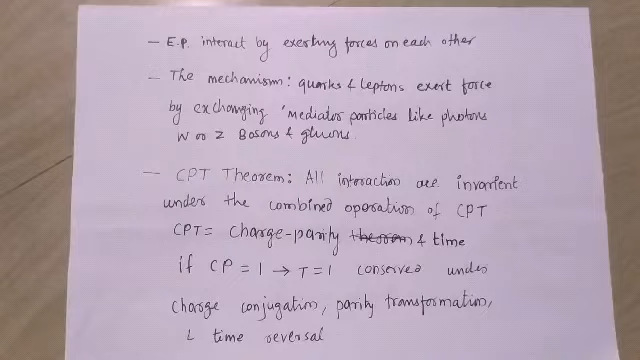 - E.P. interact by exerting forces on each other
- The mechanism: quarks & leptons exert force
by exchanging 'mediator particles like photons
W or Z Bosons & gluons.
- CPT Theorem: All interaction are invarient
under the combined operation of CPT
CPT= charge-parity theorem & time
if CP = 1 → T=1 conserved under
charge conjugation, parity transformation,
& time reversal